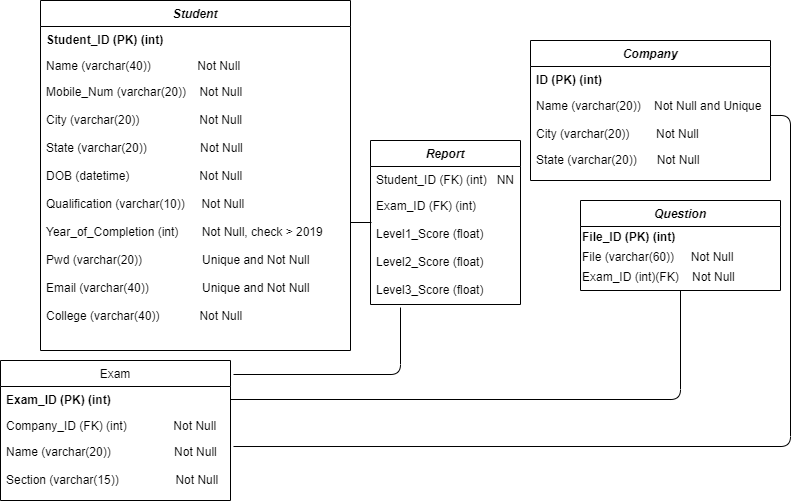 Student
Student_ID (PK) (int)
Name (varchar(40)) Not Null
Mobile_Num (varchar(20)) Not Null
City (varchar(20)) Not Null
State (varchar(20)) Not Null
DOB (datetime) Not Null
Qualification (varchar(10)) Not Null
Year_of_Completion (int) Not Null, check > 2019
Pwd (varchar(20)) Unique and Not Null
Email (varchar(40)) Unique and Not Null
College (varchar(40)) Not Null
Report
Student_ID (FK) (int) NN
Exam_ID (FK) (int)
Level1_Score (float)
Level2_Score (float)
Level3_Score (float)
Company
ID (PK) (int)
Name (varchar(20)) Not Null and Unique
City (varchar(20)) Not Null
State (varchar(20)) Not Null
Question
File_ID (PK) (int)
File (varchar(60)) Not Null
Exam_ID (int)(FK) Not Null
Exam
Exam_ID (PK) (int)
Company_ID (FK) (int) Not Null
Name (varchar(20)) Not Null
Section (varchar(15)) Not Null